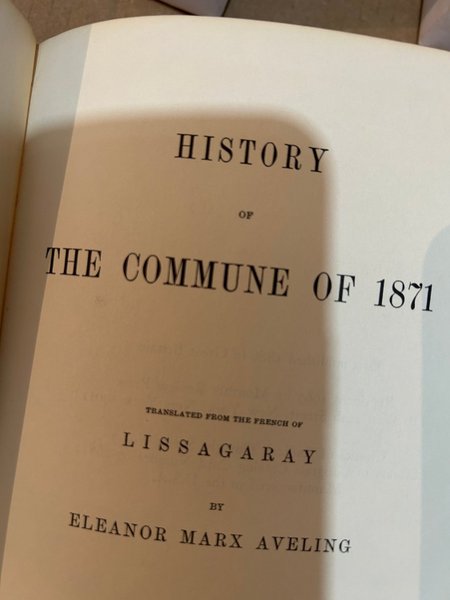 HISTORY
OF
THE COMMUNE OF 1871
TRANSLATED FROM THE FRENCH OF
LISSAGARAY
BY
ELEANOR MARX AVELING